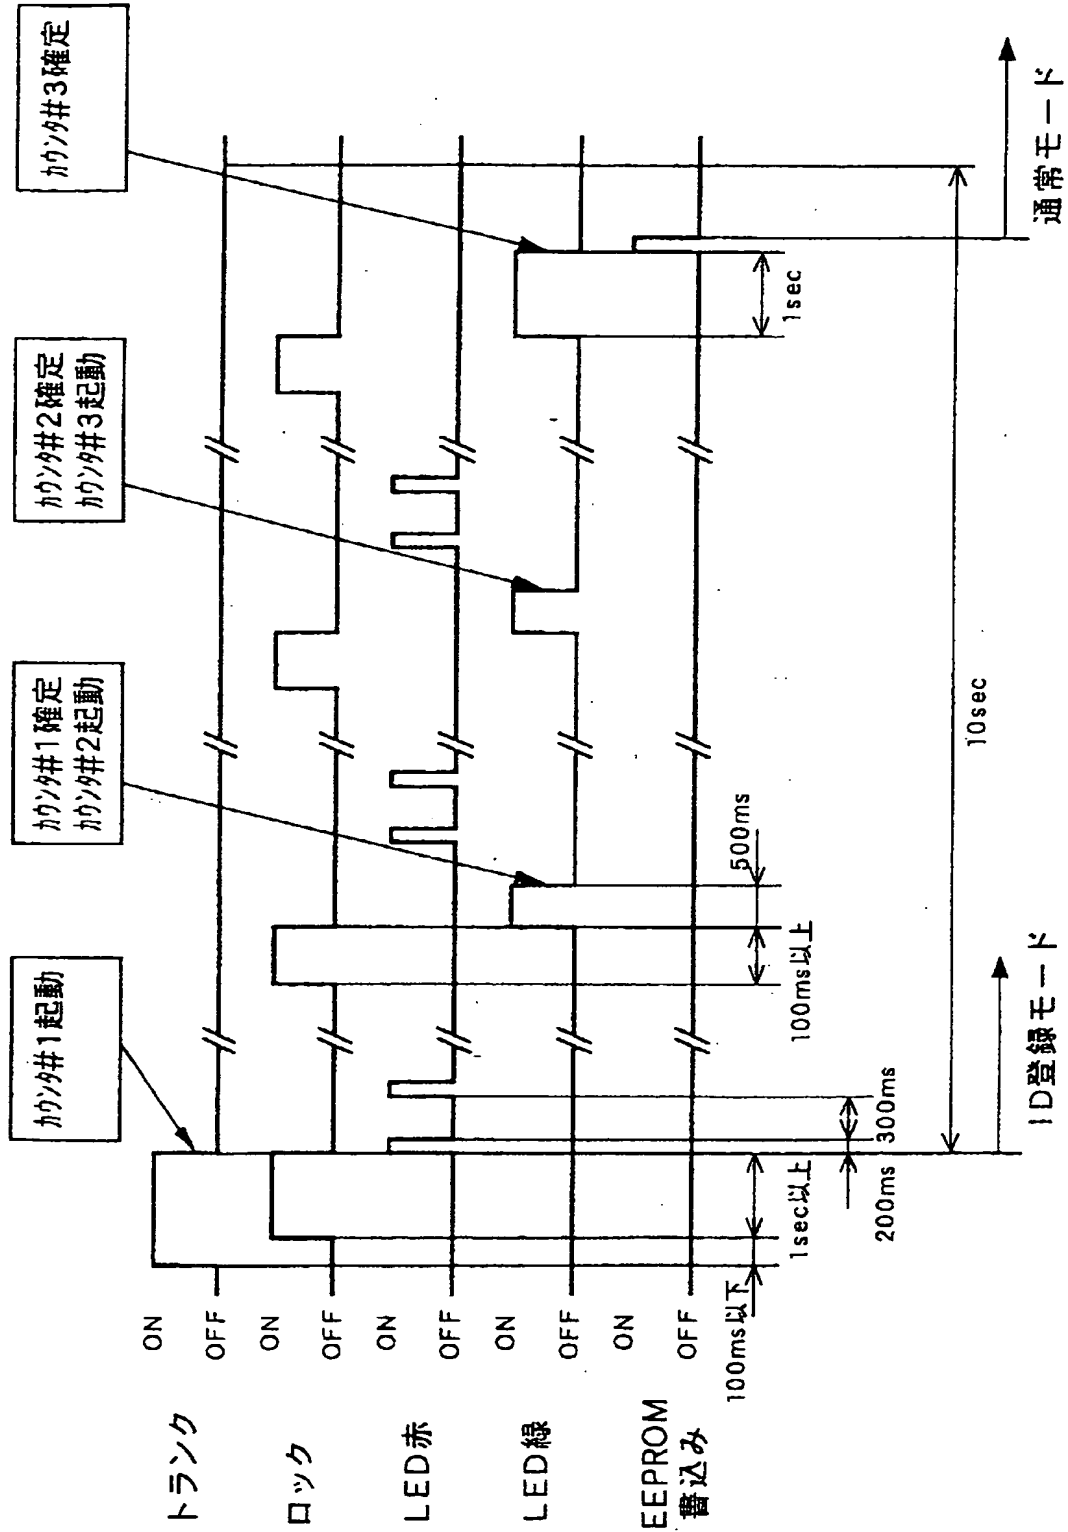 カウンタ#1起動
カウンタ#1確定
カウンタ#2起動
カウンタ#2確定
カウンタ#3起動
カウンタ#3確定
トランク
ON
OFF
ロック
ON
OFF
LED赤
ON
OFF
LED緑
ON
OFF
EEPROM
書込み
ON
OFF
100ms以下
1sec以上
200ms
300ms
100ms以上
500ms
1sec
10sec
ID登録モード
通常モード